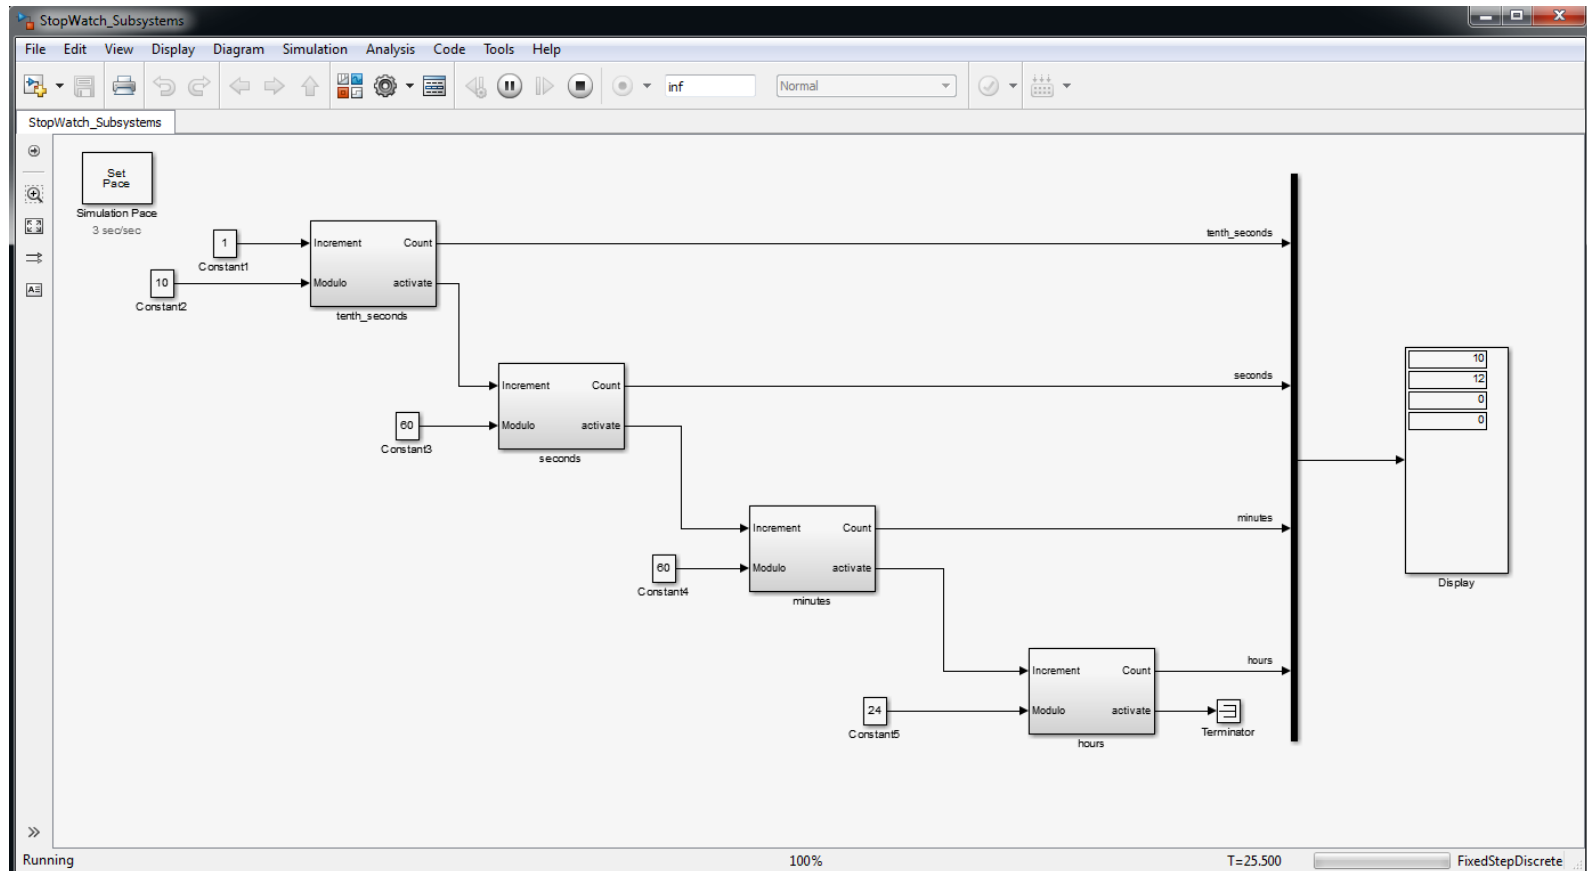 StopWatch_Subsystems
File Edit View Display Diagram Simulation Analysis Code Tools Help
inf
Normal
StopWatch_Subsystems
Set
Pace
Simulation Pace
3 sec/sec
1
Constant1
10
Constant2
Increment Count
Modulo activate
tenth_seconds
tenth_seconds
60
Constant3
Increment Count
Modulo activate
seconds
seconds
60
Constant4
Increment Count
Modulo activate
minutes
minutes
24
Constant5
Increment Count
Modulo activate
hours
hours
Terminator
10
12
0
0
Display
Running 100% T=25.500 FixedStepDiscrete